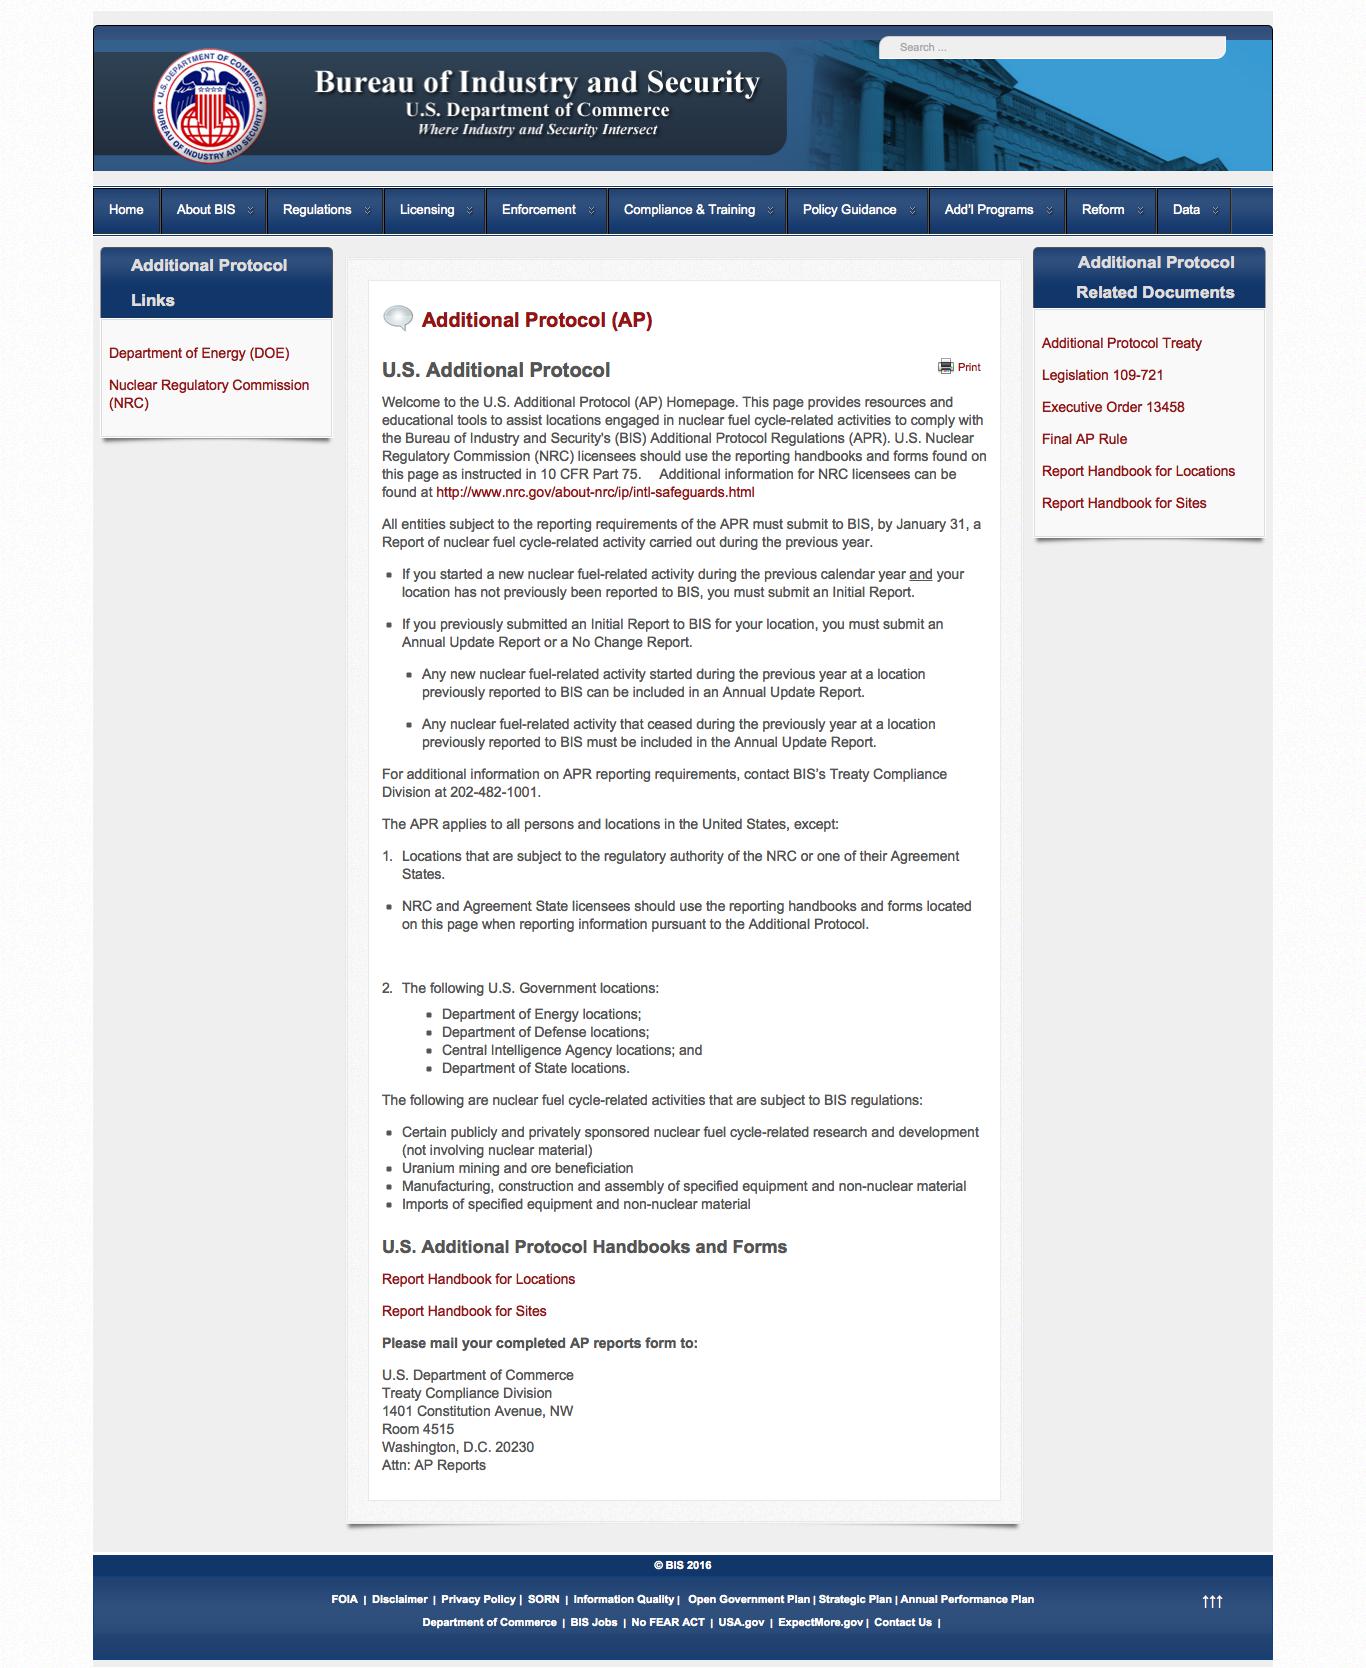 Search ...
U.S. DEPARTMENT OF COMMERCE
BUREAU OF INDUSTRY AND SECURITY
Bureau of Industry and Security
U.S. Department of Commerce
Where Industry and Security Intersect
Home
About BIS
Regulations
Licensing
Enforcement
Compliance & Training
Policy Guidance
Add'l Programs
Reform
Data
Additional Protocol
Links
Department of Energy (DOE)
Nuclear Regulatory Commission
(NRC)
Additional Protocol (AP)
U.S. Additional Protocol
Print
Welcome to the U.S. Additional Protocol (AP) Homepage. This page provides resources and
educational tools to assist locations engaged in nuclear fuel cycle-related activities to comply with
the Bureau of Industry and Security's (BIS) Additional Protocol Regulations (APR). U.S. Nuclear
Regulatory Commission (NRC) licensees should use the reporting handbooks and forms found on
this page as instructed in 10 CFR Part 75. Additional information for NRC licensees can be
found at http://www.nrc.gov/about-nrc/ip/intl-safeguards.html
All entities subject to the reporting requirements of the APR must submit to BIS, by January 31, a
Report of nuclear fuel cycle-related activity carried out during the previous year.
▪ If you started a new nuclear fuel-related activity during the previous calendar year and your
location has not previously been reported to BIS, you must submit an Initial Report.
▪ If you previously submitted an Initial Report to BIS for your location, you must submit an
Annual Update Report or a No Change Report.
▪ Any new nuclear fuel-related activity started during the previous year at a location
previously reported to BIS can be included in an Annual Update Report.
▪ Any nuclear fuel-related activity that ceased during the previously year at a location
previously reported to BIS must be included in the Annual Update Report.
For additional information on APR reporting requirements, contact BIS's Treaty Compliance
Division at 202-482-1001.
The APR applies to all persons and locations in the United States, except:
1. Locations that are subject to the regulatory authority of the NRC or one of their Agreement
States.
▪ NRC and Agreement State licensees should use the reporting handbooks and forms located
on this page when reporting information pursuant to the Additional Protocol.
2. The following U.S. Government locations:
▪ Department of Energy locations;
▪ Department of Defense locations;
▪ Central Intelligence Agency locations; and
▪ Department of State locations.
The following are nuclear fuel cycle-related activities that are subject to BIS regulations:
▪ Certain publicly and privately sponsored nuclear fuel cycle-related research and development
(not involving nuclear material)
▪ Uranium mining and ore beneficiation
▪ Manufacturing, construction and assembly of specified equipment and non-nuclear material
▪ Imports of specified equipment and non-nuclear material
U.S. Additional Protocol Handbooks and Forms
Report Handbook for Locations
Report Handbook for Sites
Please mail your completed AP reports form to:
U.S. Department of Commerce
Treaty Compliance Division
1401 Constitution Avenue, NW
Room 4515
Washington, D.C. 20230
Attn: AP Reports
Additional Protocol
Related Documents
Additional Protocol Treaty
Legislation 109-721
Executive Order 13458
Final AP Rule
Report Handbook for Locations
Report Handbook for Sites
© BIS 2016
FOIA | Disclaimer | Privacy Policy | SORN | Information Quality | Open Government Plan | Strategic Plan | Annual Performance Plan
Department of Commerce | BIS Jobs | No FEAR ACT | USA.gov | ExpectMore.gov | Contact Us |
↑↑↑